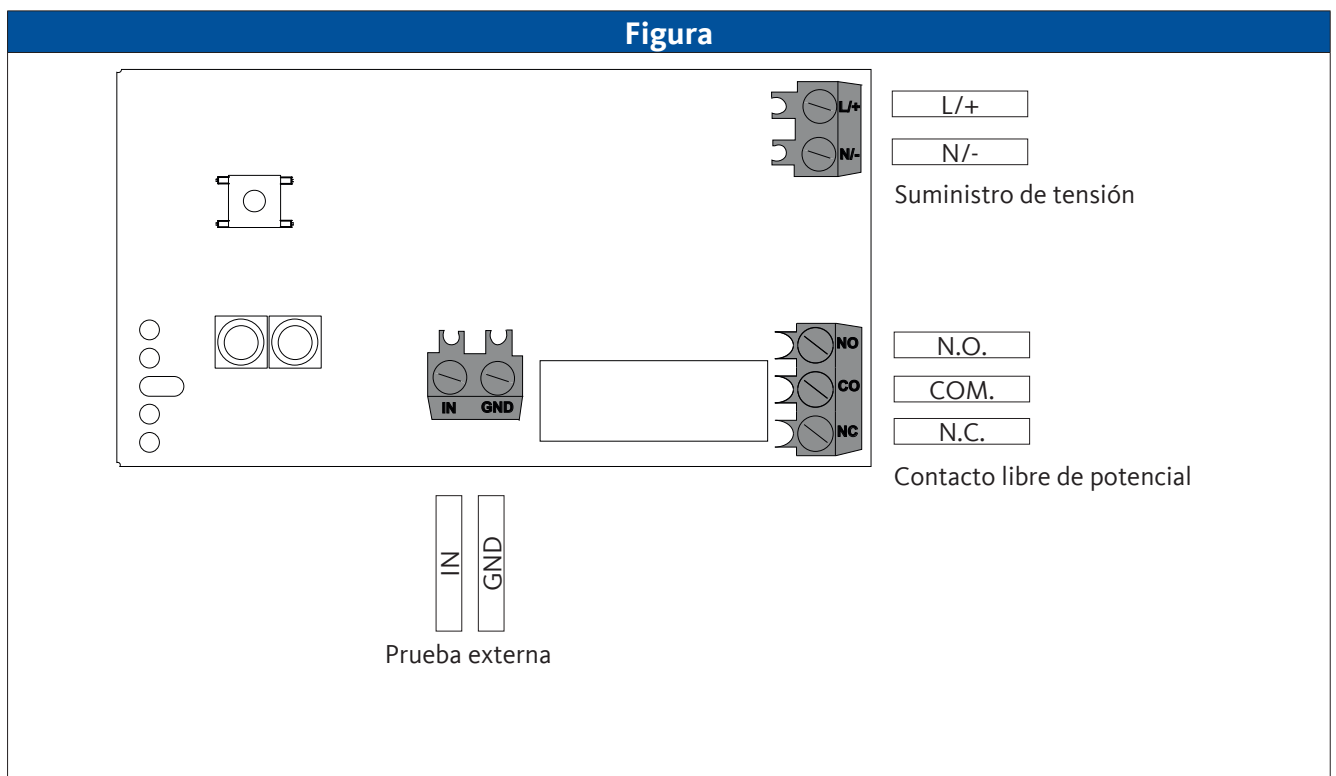 Figura
L/+
L/+
N/-
N/-
Suministro de tensión
NO
N.O.
CO
COM.
NC
N.C.
Contacto libre de potencial
IN
GND
IN
GND
Prueba externa